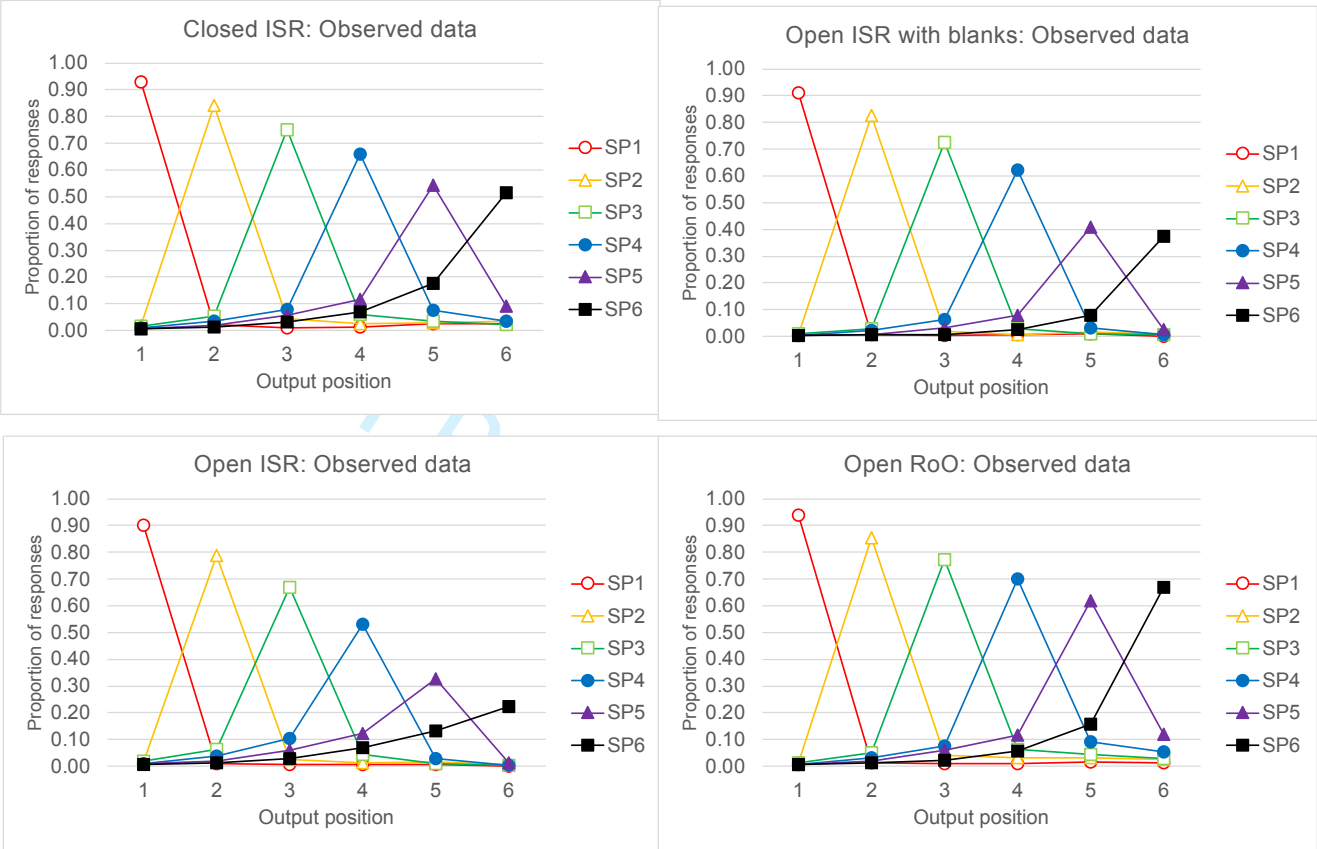 Closed ISR: Observed data
Proportion of responses
1.00
0.90
0.80
0.70
0.60
0.50
0.40
0.30
0.20
0.10
0.00
1 2 3 4 5 6
Output position
SP1
SP2
SP3
SP4
SP5
SP6
Open ISR with blanks: Observed data
Proportion of responses
1.00
0.90
0.80
0.70
0.60
0.50
0.40
0.30
0.20
0.10
0.00
1 2 3 4 5 6
Output position
SP1
SP2
SP3
SP4
SP5
SP6
Open ISR: Observed data
Proportion of responses
1.00
0.90
0.80
0.70
0.60
0.50
0.40
0.30
0.20
0.10
0.00
1 2 3 4 5 6
Output position
SP1
SP2
SP3
SP4
SP5
SP6
Open RoO: Observed data
Proportion of responses
1.00
0.90
0.80
0.70
0.60
0.50
0.40
0.30
0.20
0.10
0.00
1 2 3 4 5 6
Output position
SP1
SP2
SP3
SP4
SP5
SP6